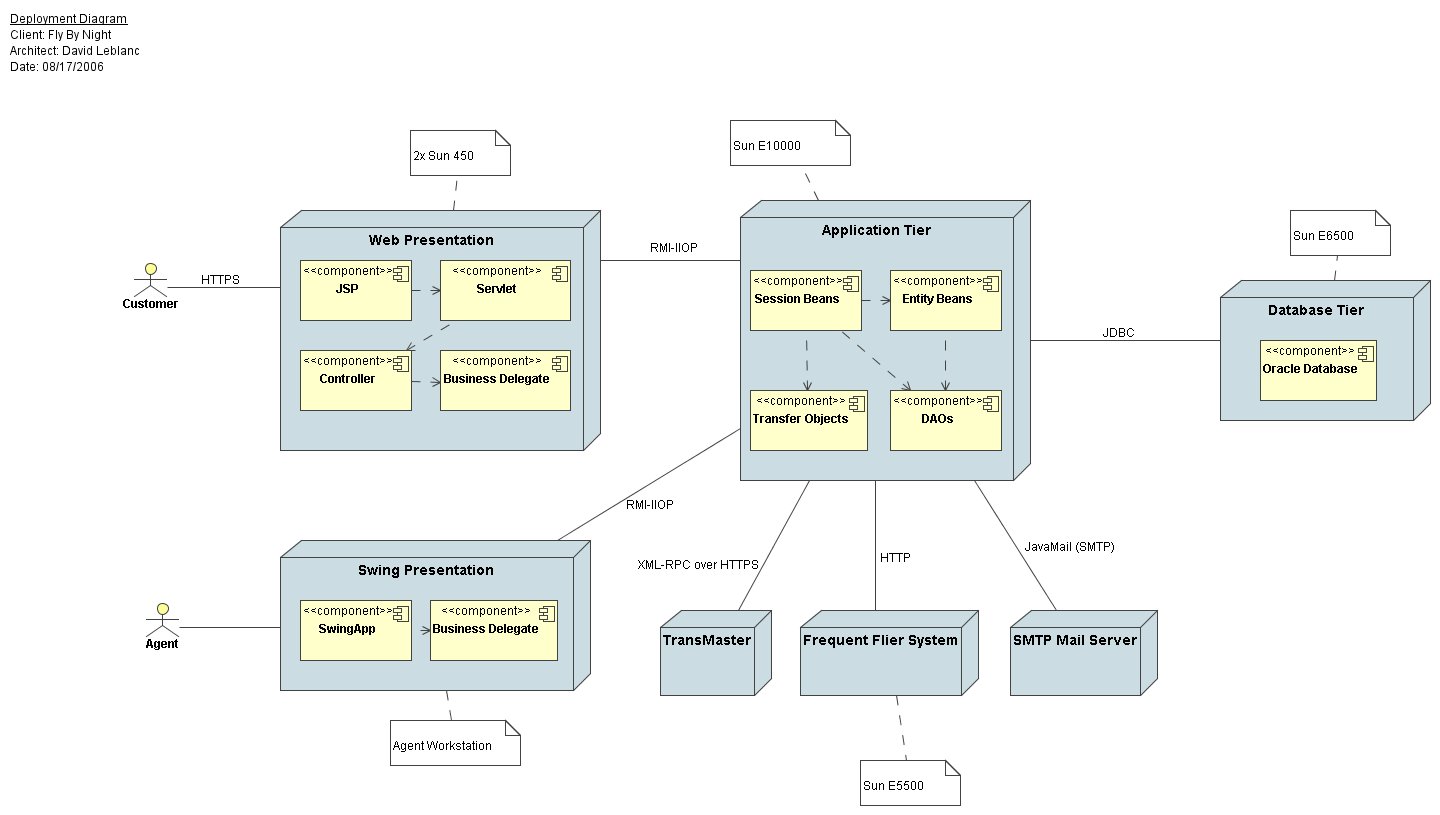 Deployment Diagram
Client: Fly By Night
Architect: David Leblanc
Date: 08/17/2006
2x Sun 450
Sun E10000
Sun E6500
Web Presentation
<<component>>
JSP
<<component>>
Servlet
<<component>>
Controller
<<component>>
Business Delegate
Customer
HTTPS
RMI-IIOP
Application Tier
<<component>>
Session Beans
<<component>>
Entity Beans
<<component>>
Transfer Objects
<<component>>
DAOs
JDBC
Database Tier
<<component>>
Oracle Database
RMI-IIOP
XML-RPC over HTTPS
HTTP
JavaMail (SMTP)
Agent
Swing Presentation
<<component>>
SwingApp
<<component>>
Business Delegate
TransMaster
Frequent Flier System
SMTP Mail Server
Agent Workstation
Sun E5500